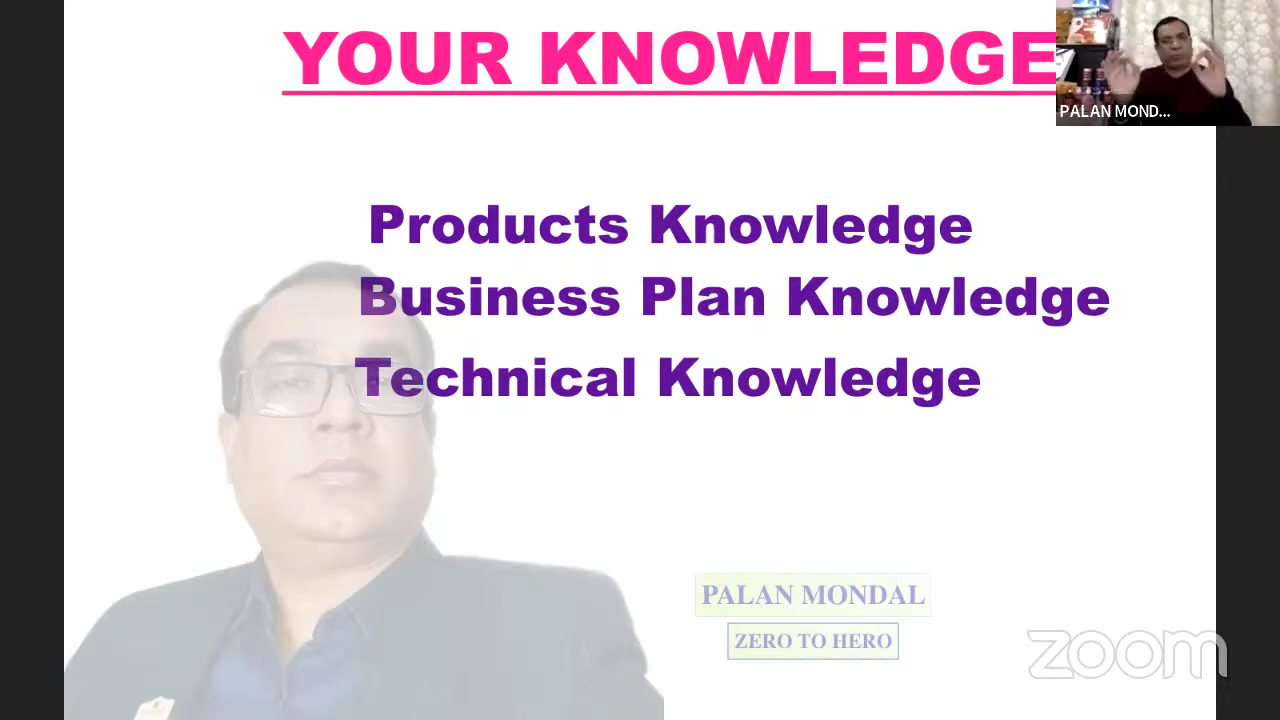 YOUR KNOWLEDGE
PALAN MOND...
Products Knowledge
Business Plan Knowledge
Technical Knowledge
PALAN MONDAL
ZERO TO HERO
zoom